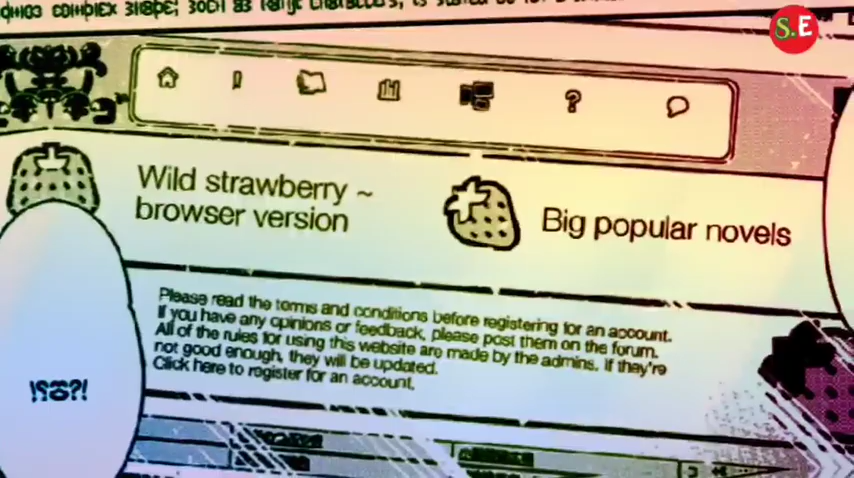 S.E
Wild strawberry ~
browser version
Big popular novels
Please read the terms and conditions before registering for an account.
If you have any opinions or feedback, please post them on the forum.
All of the rules for using this website are made by the admins. If they're
not good enough, they will be updated.
Click here to register for an account.